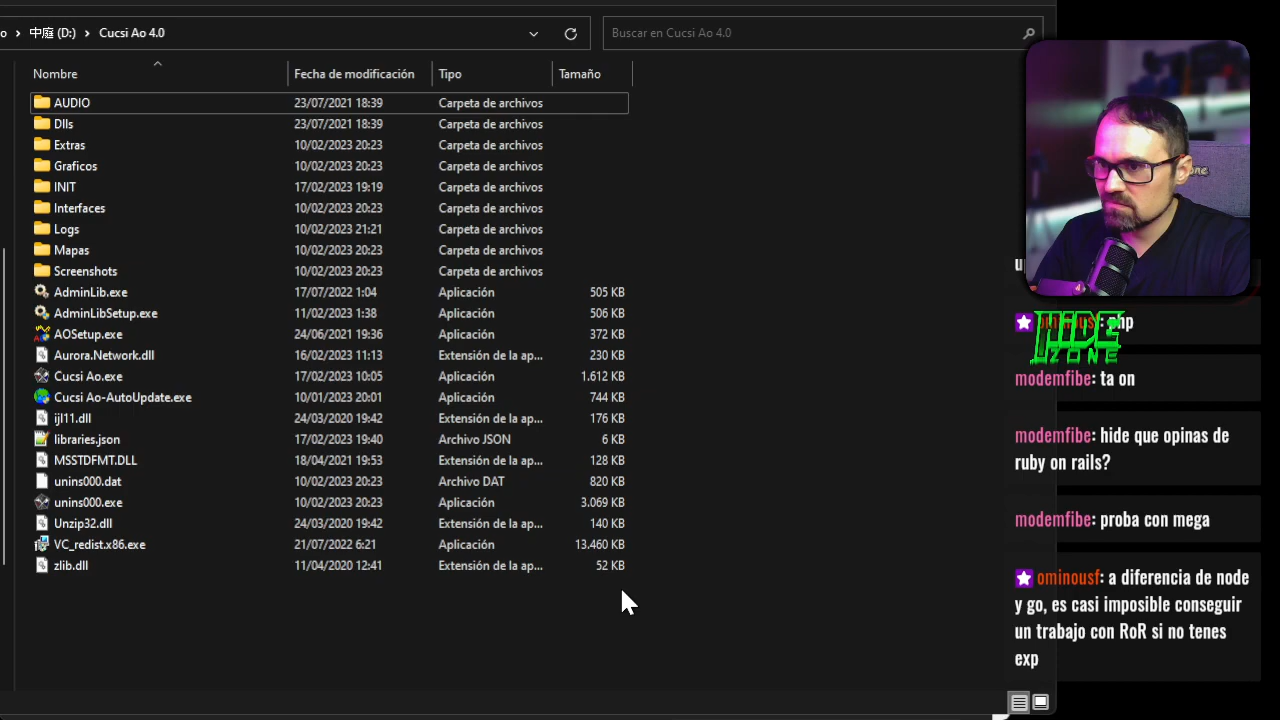 o > 中庭 (D:) > Cucsi Ao 4.0
Buscar en Cucsi Ao 4.0
Nombre Fecha de modificación Tipo Tamaño
AUDIO 23/07/2021 18:39 Carpeta de archivos
Dlls 23/07/2021 18:39 Carpeta de archivos
Extras 10/02/2023 20:23 Carpeta de archivos
Graficos 10/02/2023 20:23 Carpeta de archivos
INIT 17/02/2023 19:19 Carpeta de archivos
Interfaces 10/02/2023 20:23 Carpeta de archivos
Logs 10/02/2023 21:21 Carpeta de archivos
Mapas 10/02/2023 20:23 Carpeta de archivos
Screenshots 10/02/2023 20:23 Carpeta de archivos
AdminLib.exe 17/07/2022 1:04 Aplicación 505 KB
AdminLibSetup.exe 11/02/2023 1:38 Aplicación 506 KB
AOSetup.exe 24/06/2021 19:36 Aplicación 372 KB
Aurora.Network.dll 16/02/2023 11:13 Extensión de la ap... 230 KB
Cucsi Ao.exe 17/02/2023 10:05 Aplicación 1.612 KB
Cucsi Ao-AutoUpdate.exe 10/01/2023 20:01 Aplicación 744 KB
ijl11.dll 24/03/2020 19:42 Extensión de la ap... 176 KB
libraries.json 17/02/2023 19:40 Archivo JSON 6 KB
MSSTDFMT.DLL 18/04/2021 19:53 Extensión de la ap... 128 KB
unins000.dat 10/02/2023 20:23 Archivo DAT 820 KB
unins000.exe 10/02/2023 20:23 Aplicación 3.069 KB
Unzip32.dll 24/03/2020 19:42 Extensión de la ap... 140 KB
VC_redist.x86.exe 21/07/2022 6:21 Aplicación 13.460 KB
zlib.dll 11/04/2020 12:41 Extensión de la ap... 52 KB
ominousf: php
HIDE
ZONE
modemfibe: ta on
modemfibe: hide que opinas de
ruby on rails?
modemfibe: proba con mega
ominousf: a diferencia de node
y go, es casi imposible conseguir
un trabajo con RoR si no tenes
exp